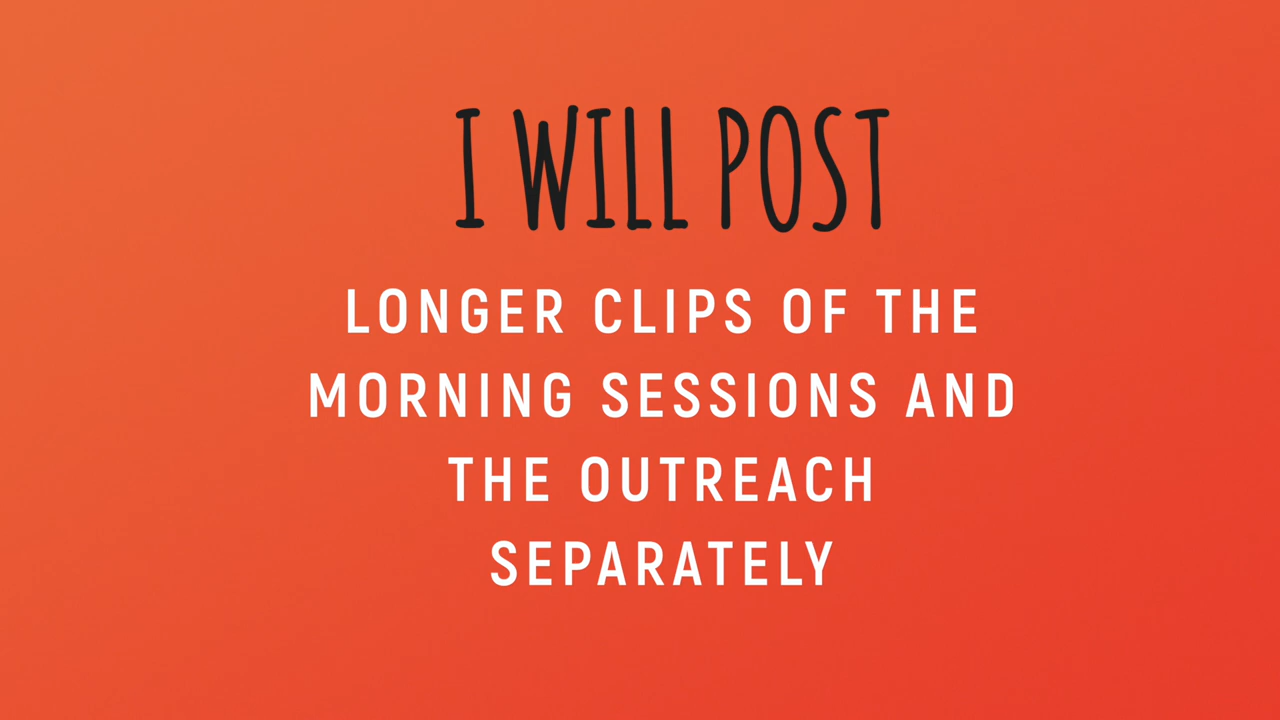 I WILL POST
LONGER CLIPS OF THE
MORNING SESSIONS AND
THE OUTREACH
SEPARATELY